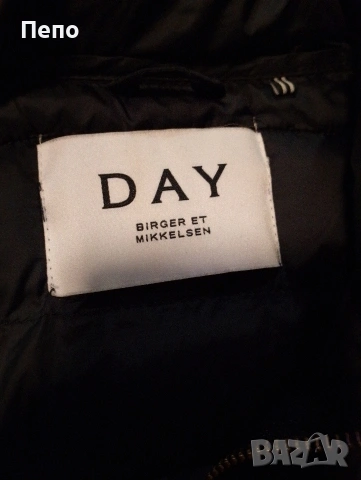 Пепо
DAY
BIRGER ET
MIKKELSEN
BAZAR